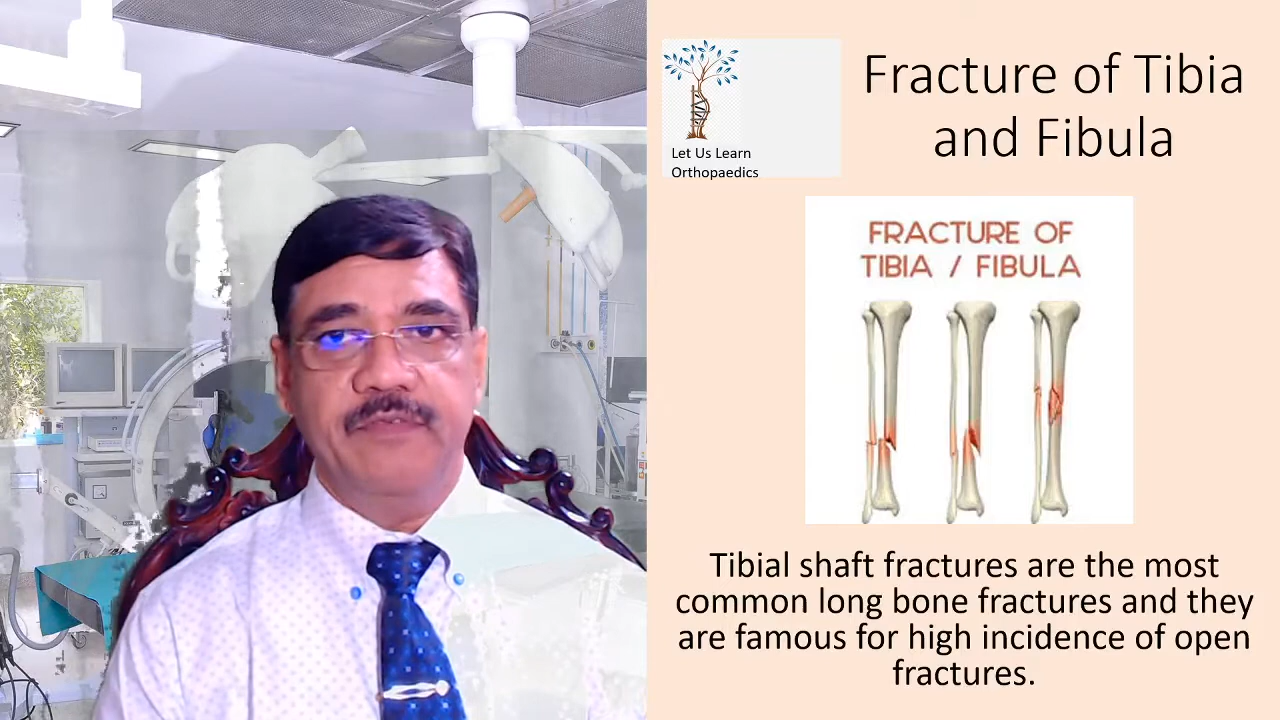 Fracture of Tibia
and Fibula
Let Us Learn
Orthopaedics
FRACTURE OF
TIBIA / FIBULA
Tibial shaft fractures are the most
common long bone fractures and they
are famous for high incidence of open
fractures.